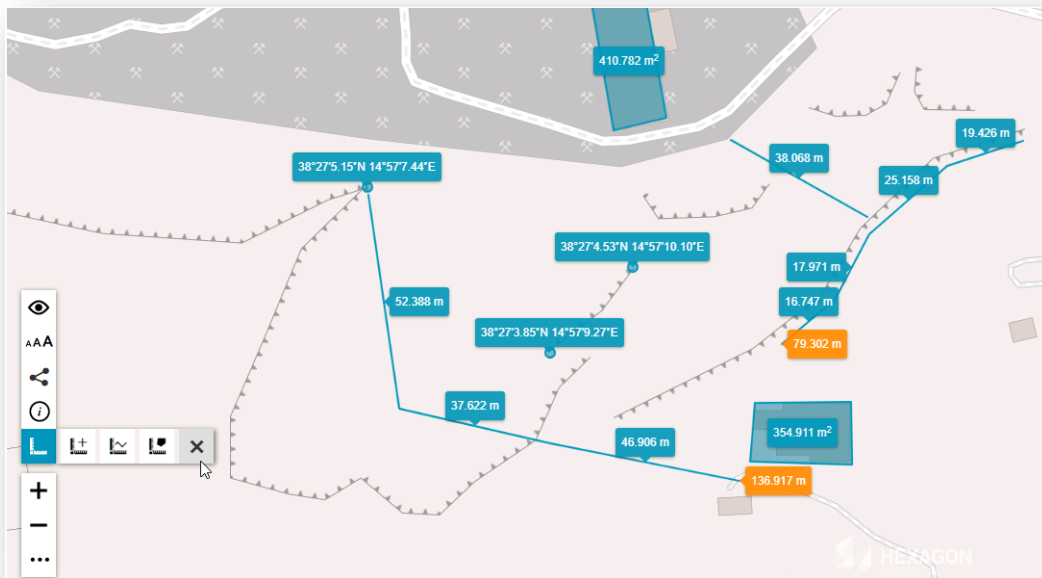 410.782 m²
19.426 m
38.068 m
38°27'5.15"N 14°57'7.44"E
25.158 m
38°27'4.53"N 14°57'10.10"E
17.971 m
52.388 m
16.747 m
38°27'3.85"N 14°57'9.27"E
AAA
79.302 m
i
37.622 m
354.911 m²
46.906 m
136.917 m
HEXAGON